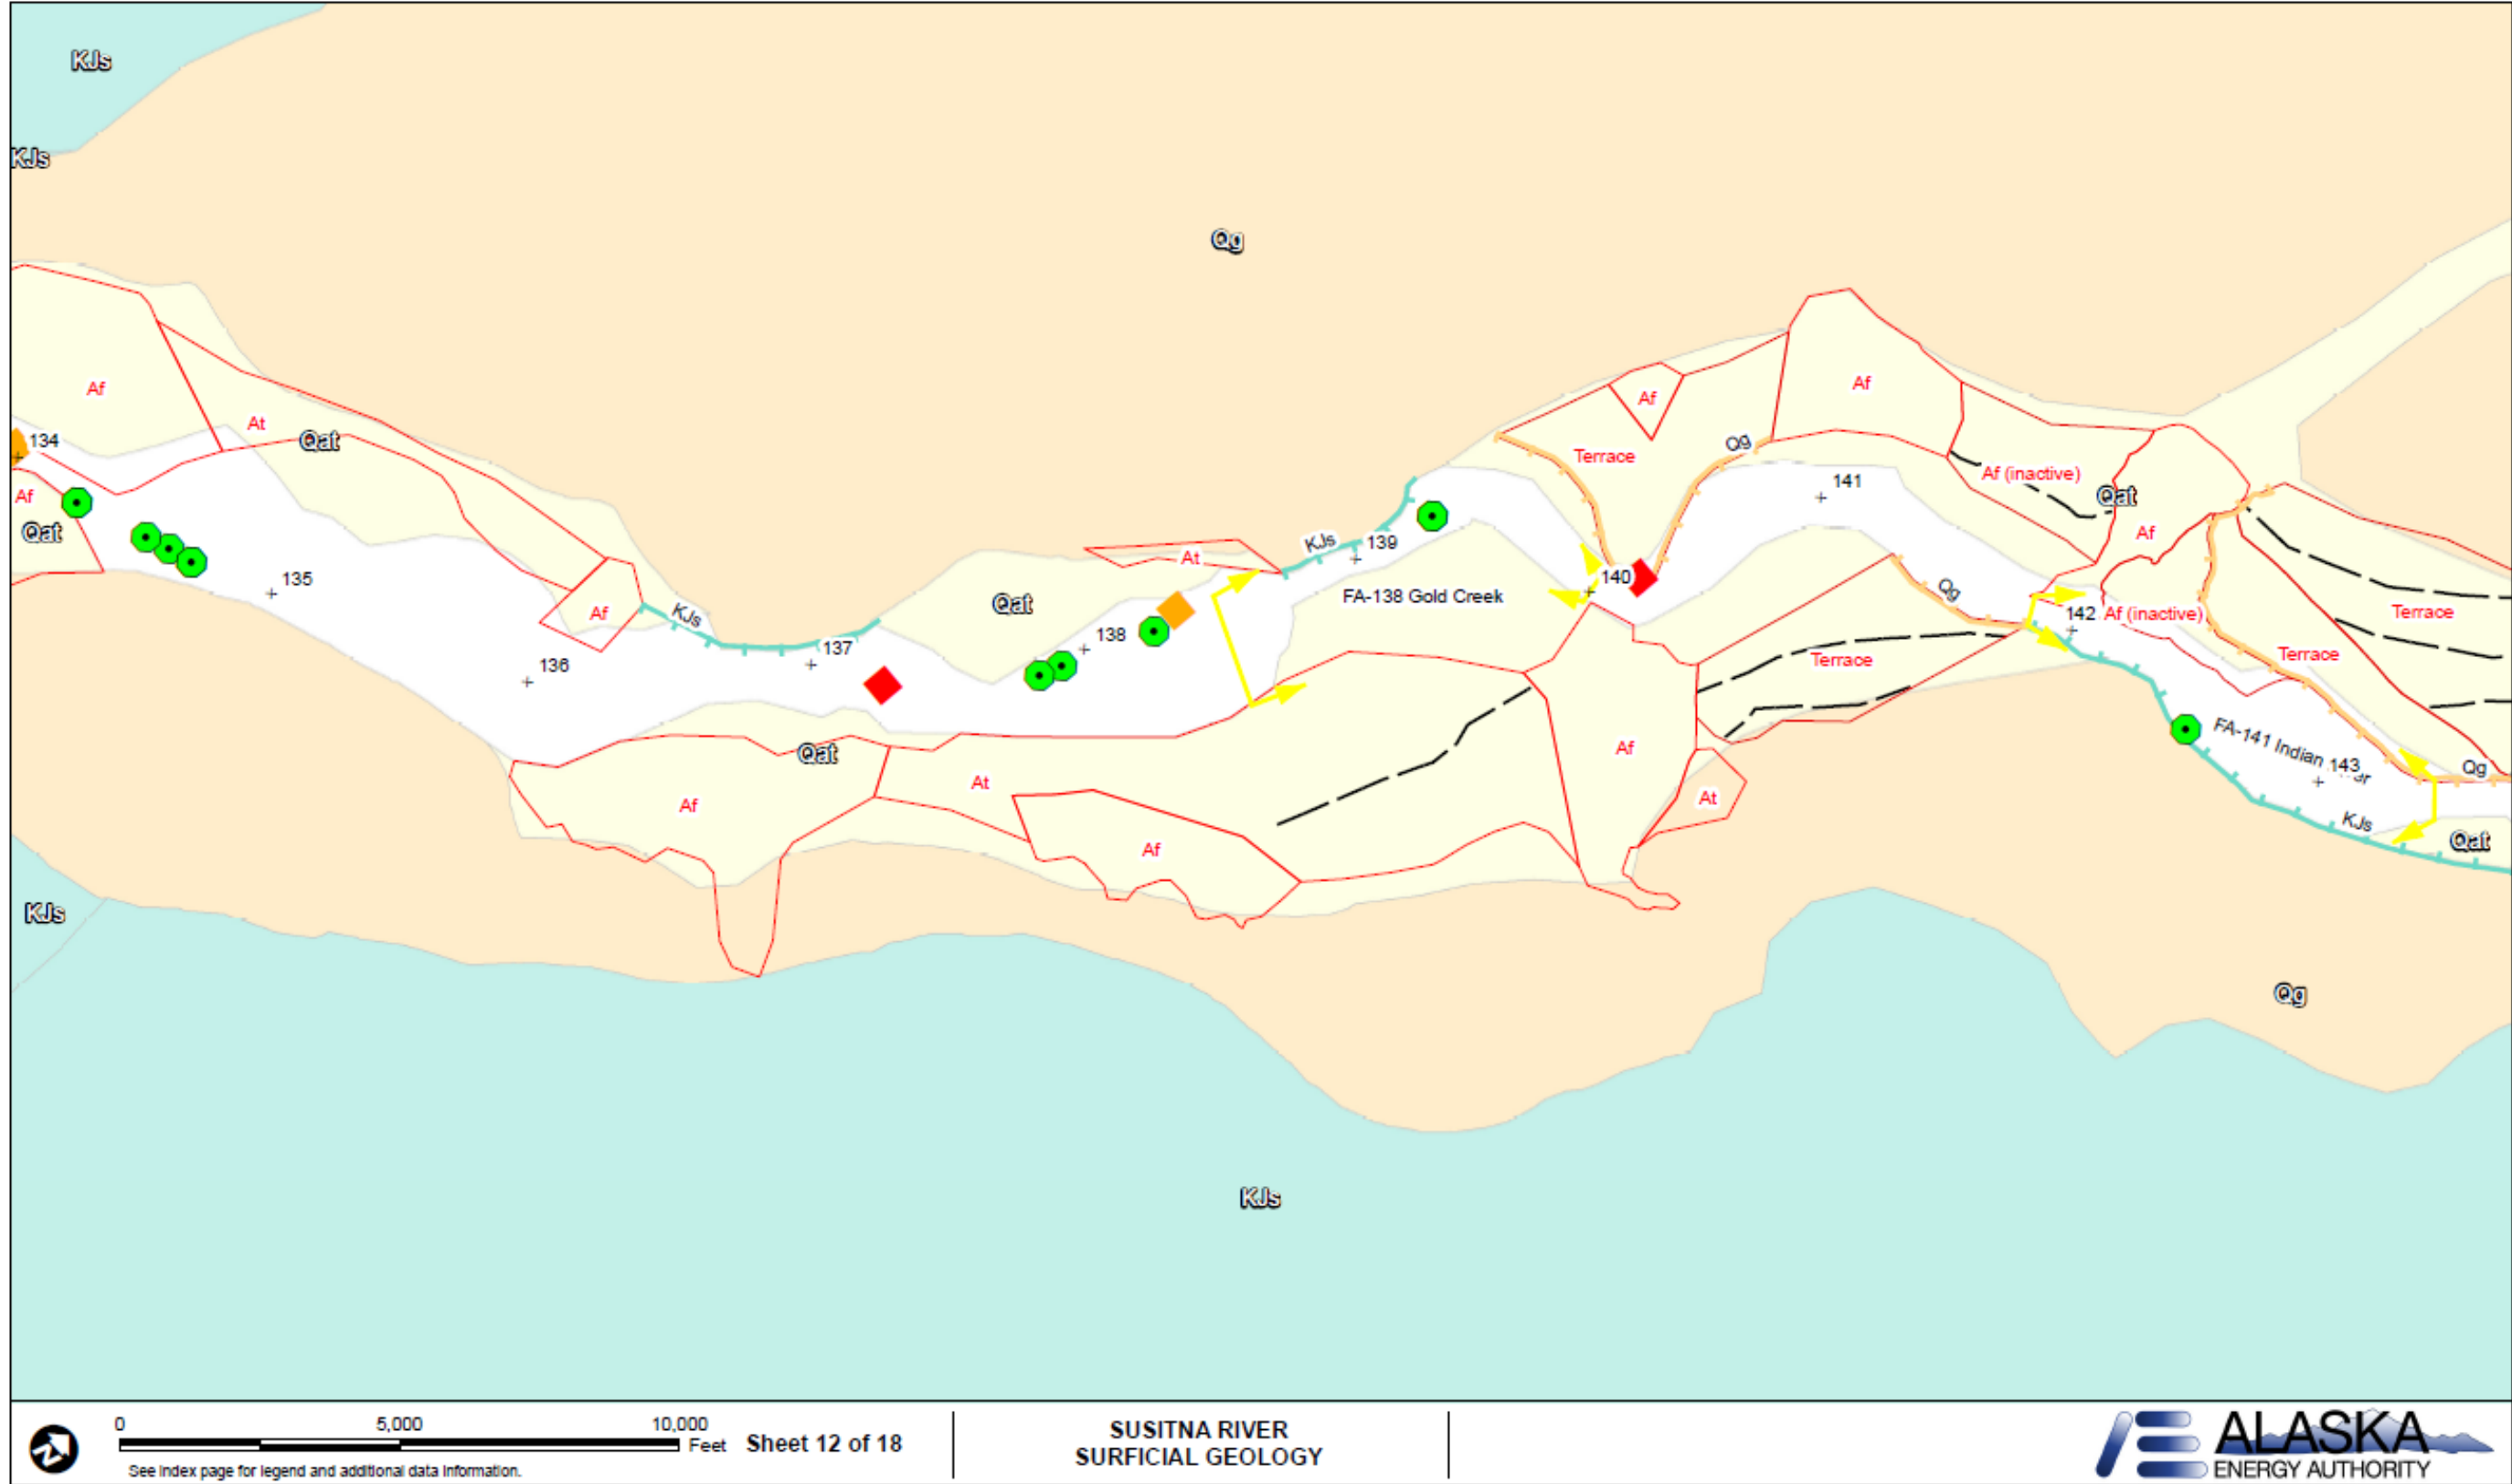 KJs
KJs
Qg
Af
At
134
Qat
Af
Qat
135
136
Af
KJs
137
Qat
138
At
KJs
139
FA-138 Gold Creek
140
Af
Terrace
Qg
Af
141
Af (inactive)
Qat
Af
Qg
Terrace
142
Af (inactive)
Terrace
Terrace
FA-141 Indian
143
Qg
KJs
Qat
Qat
Af
At
Af
Af
At
KJs
Qg
KJs
0 5,000 10,000
Feet
Sheet 12 of 18
See Index page for legend and additional data information.
SUSITNA RIVER
SURFICIAL GEOLOGY
ALASKA
ENERGY AUTHORITY